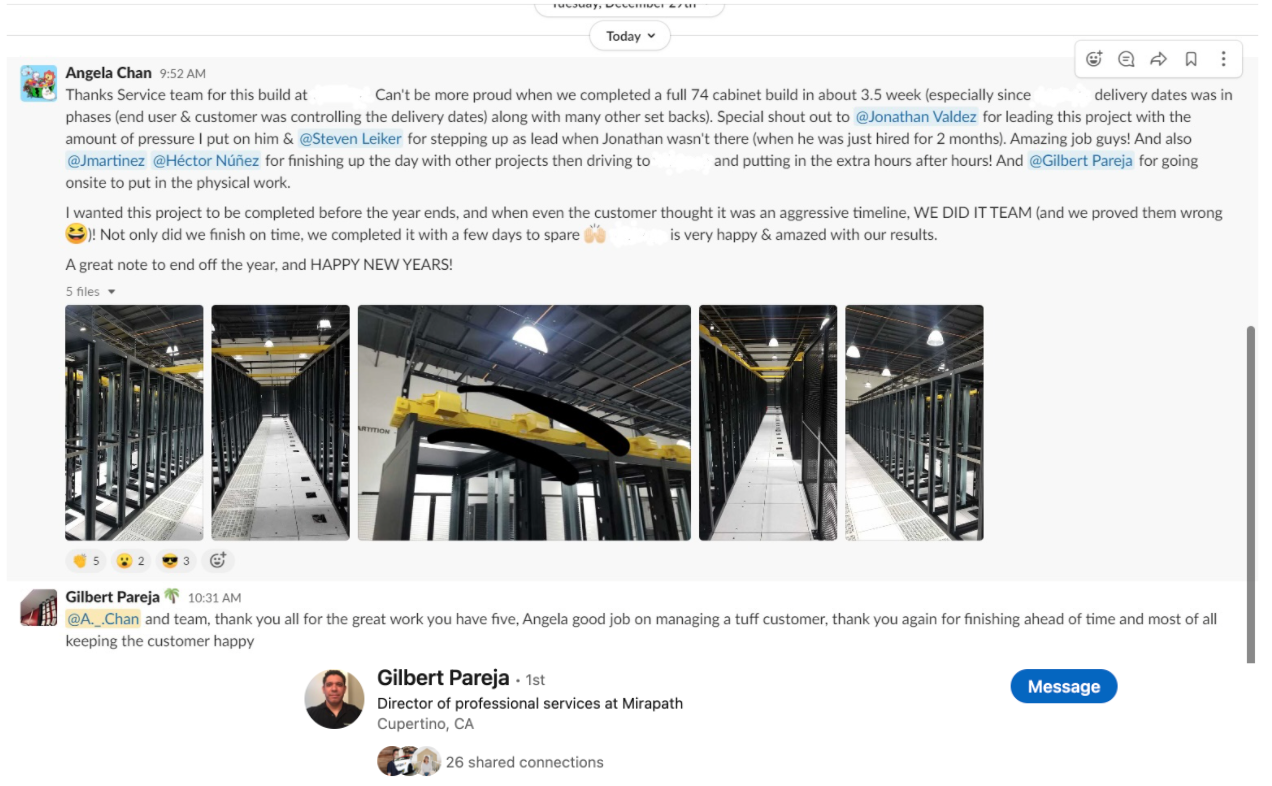 Tuesday, December 29th
Today
Angela Chan 9:52 AM
Thanks Service team for this build at Can't be more proud when we completed a full 74 cabinet build in about 3.5 week (especially since delivery dates was in
phases (end user & customer was controlling the delivery dates) along with many other set backs). Special shout out to @Jonathan Valdez for leading this project with the
amount of pressure I put on him & @Steven Leiker for stepping up as lead when Jonathan wasn't there (when he was just hired for 2 months). Amazing job guys! And also
@Jmartinez @Héctor Núñez for finishing up the day with other projects then driving to and putting in the extra hours after hours! And @Gilbert Pareja for going
onsite to put in the physical work.
I wanted this project to be completed before the year ends, and when even the customer thought it was an aggressive timeline, WE DID IT TEAM (and we proved them wrong
😆)! Not only did we finish on time, we completed it with a few days to spare 🙌🏻 is very happy & amazed with our results.
A great note to end off the year, and HAPPY NEW YEARS!
5 files
ARTITION
👏 5 😮 2 😎 3
Gilbert Pareja 🌴 10:31 AM
@A._.Chan and team, thank you all for the great work you have five, Angela good job on managing a tuff customer, thank you again for finishing ahead of time and most of all
keeping the customer happy
Gilbert Pareja · 1st
Message
Director of professional services at Mirapath
Cupertino, CA
26 shared connections